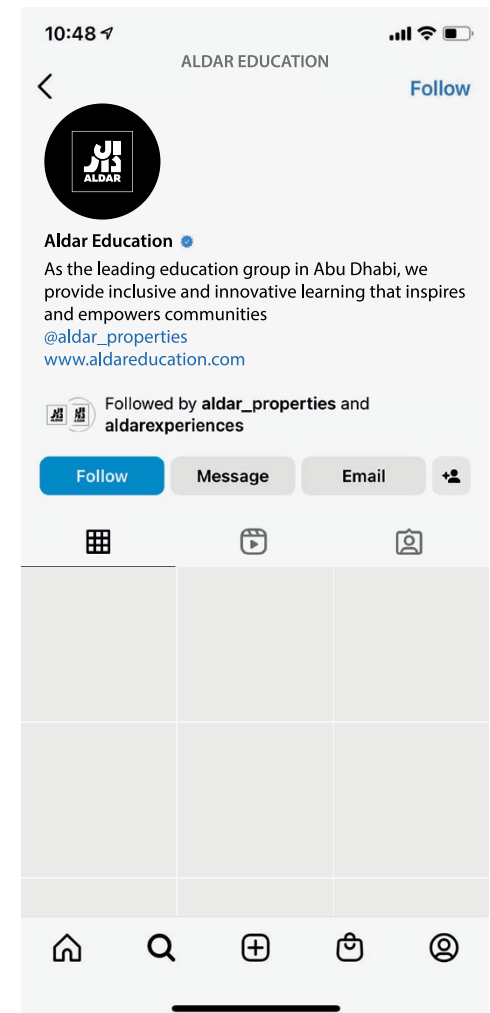 10:48
ALDAR EDUCATION
Follow
ALDAR
Aldar Education
As the leading education group in Abu Dhabi, we
provide inclusive and innovative learning that inspires
and empowers communities
@aldar_properties
www.aldareducation.com
Followed by aldar_properties and
aldarexperiences
Follow
Message
Email